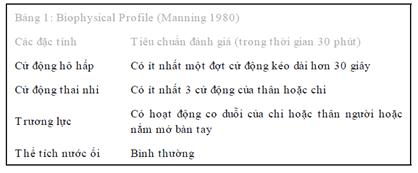 Bảng 1: Biophysical Profile (Manning 1980)
Các đặc tính Tiêu chuẩn đánh giá (trong thời gian 30 phút)
Cử động hô hấp Có ít nhất một đợt cử động kéo dài hơn 30 giây
Cử động thai nhi Có ít nhất 3 cử động của thân hoặc chi
Trương lực Có hoạt động co duỗi của chi hoặc thân người hoặc
nắm mở bàn tay
Thể tích nước ối Bình thường